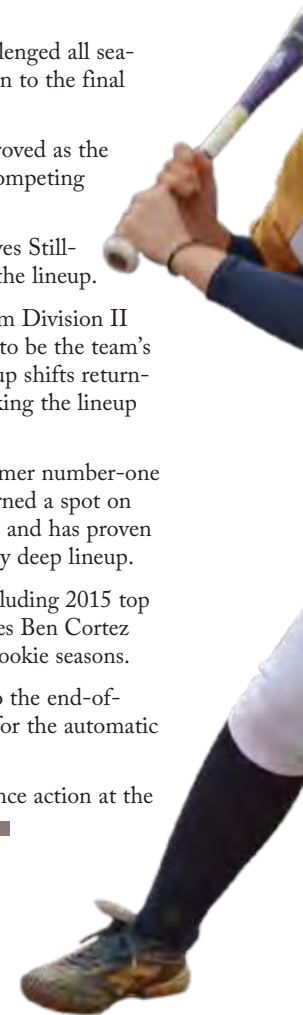 lenged all sea-
n to the final
roved as the
ompeting
ves Still-
the lineup.
m Division II
to be the team's
up shifts return-
king the lineup
mer number-one
rned a spot on
and has proven
y deep lineup.
luding 2015 top
es Ben Cortez
ookie seasons.
o the end-of-
for the automatic
nce action at the